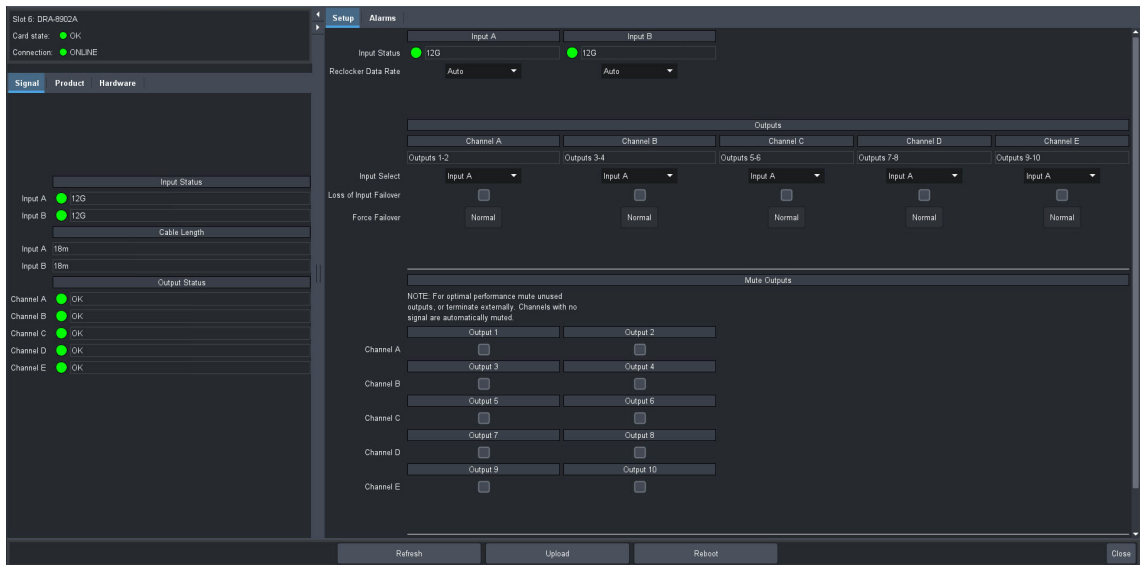 Slot 6: DRA-8902A
Card state: OK
Connection: ONLINE
Signal Product Hardware
Input Status
Input A 12G
Input B 12G
Cable Length
Input A 18m
Input B 18m
Output Status
Channel A OK
Channel B OK
Channel C OK
Channel D OK
Channel E OK
Setup Alarms
Input A Input B
Input Status 12G 12G
Reclocker Data Rate Auto Auto
Outputs
Channel A Channel B Channel C Channel D Channel E
Outputs 1-2 Outputs 3-4 Outputs 5-6 Outputs 7-8 Outputs 9-10
Input Select Input A Input A Input A Input A Input A
Loss of Input Failover
Force Failover Normal Normal Normal Normal Normal
Mute Outputs
NOTE: For optimal performance mute unused
outputs, or terminate externally. Channels with no
signal are automatically muted.
Output 1 Output 2
Channel A
Output 3 Output 4
Channel B
Output 5 Output 6
Channel C
Output 7 Output 8
Channel D
Output 9 Output 10
Channel E
Refresh Upload Reboot Close